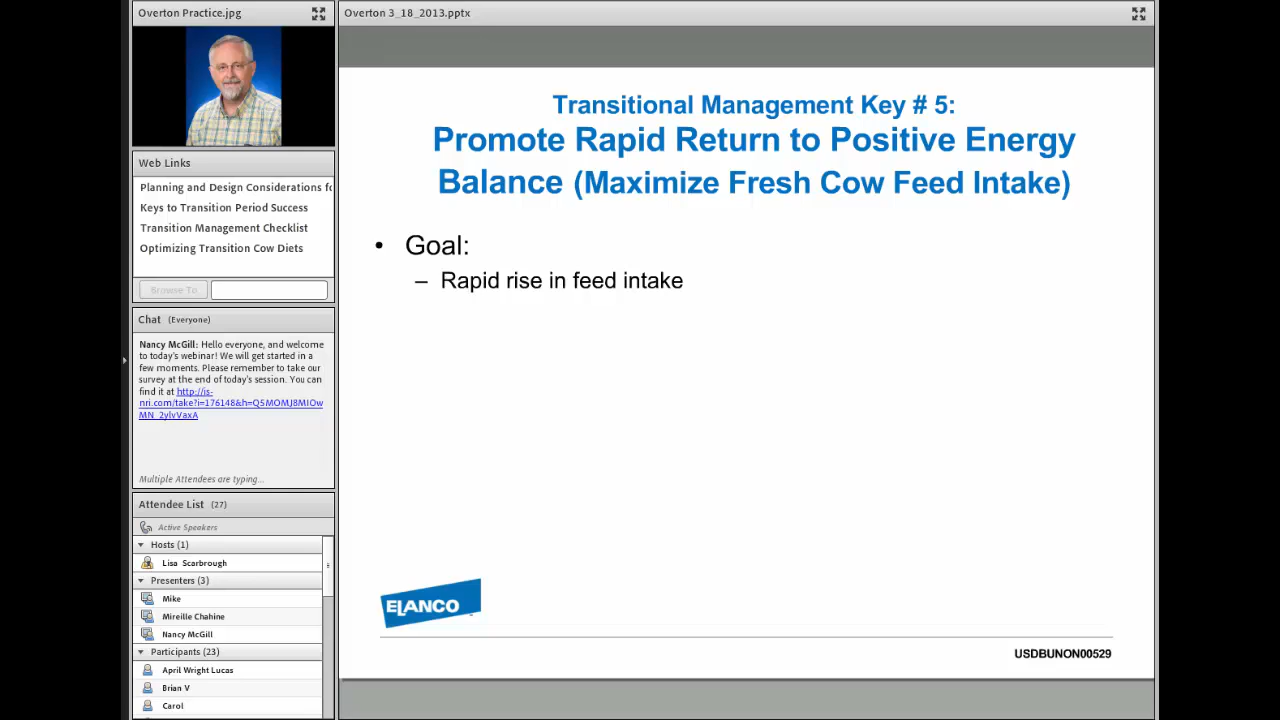 Overton Practice.jpg
Web Links
Planning and Design Considerations fo
Keys to Transition Period Success
Transition Management Checklist
Optimizing Transition Cow Diets
Browse To
Chat (Everyone)
Nancy McGill: Hello everyone, and welcome
to today's webinar! We will get started in a
few moments. Please remember to take our
survey at the end of today's session. You can
find it at http://is-
nri.com/take?i=176148&h=Q5MOMJ8MIOw
MN_2ylvVaxA
Multiple Attendees are typing...
Attendee List (27)
Active Speakers
Hosts (1)
Lisa Scarbrough
Presenters (3)
Mike
Mireille Chahine
Nancy McGill
Participants (23)
April Wright Lucas
Brian V
Carol
Overton 3_18_2013.pptx
Transitional Management Key # 5:
Promote Rapid Return to Positive Energy
Balance (Maximize Fresh Cow Feed Intake)
• Goal:
– Rapid rise in feed intake
ELANCO
USDBUNON00529